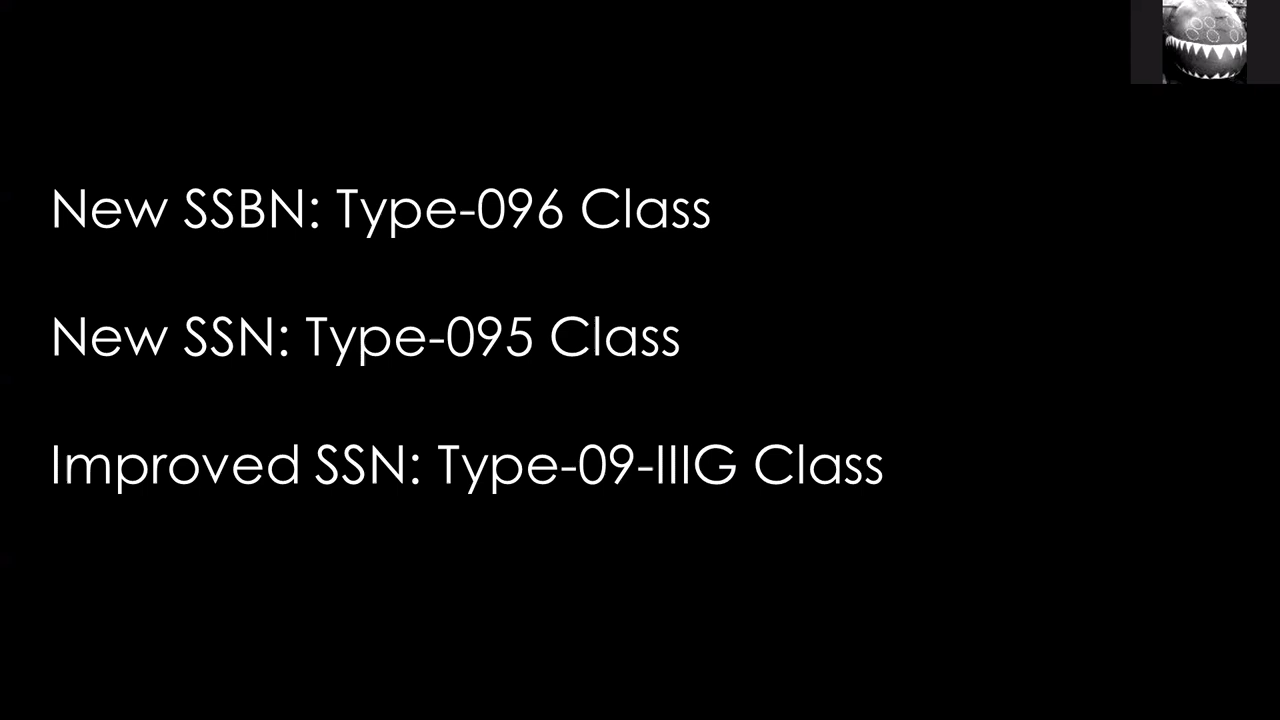 New SSBN: Type-096 Class
New SSN: Type-095 Class
Improved SSN: Type-09-IIIG Class